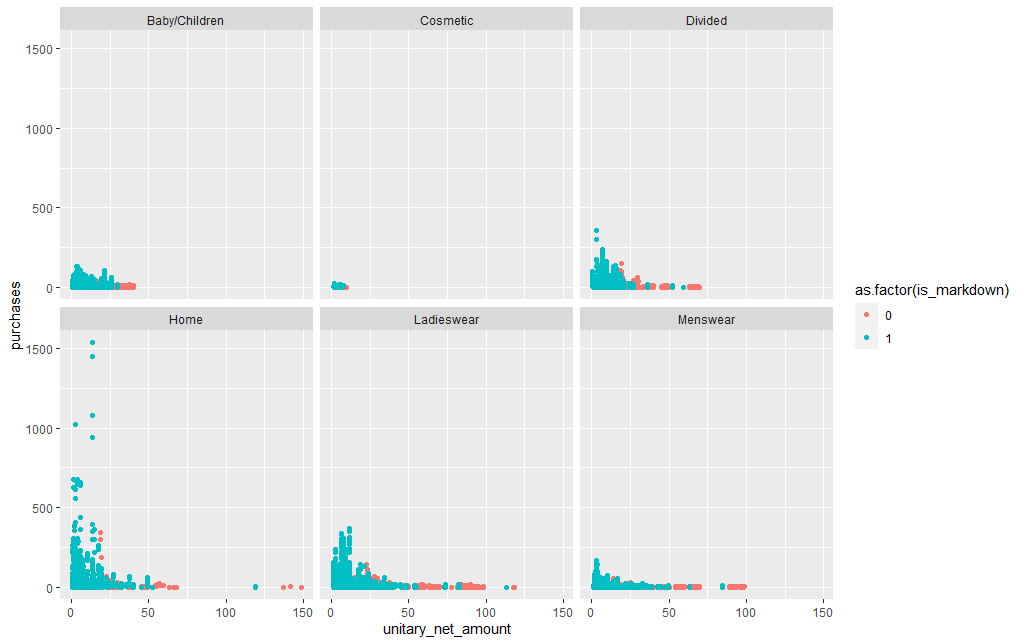 Baby/Children Cosmetic Divided
1500
1000
500
0
purchases
Home Ladieswear Menswear
1500
1000
500
0
0 50 100 150 0 50 100 150 0 50 100 150
unitary_net_amount
as.factor(is_markdown)
0
1